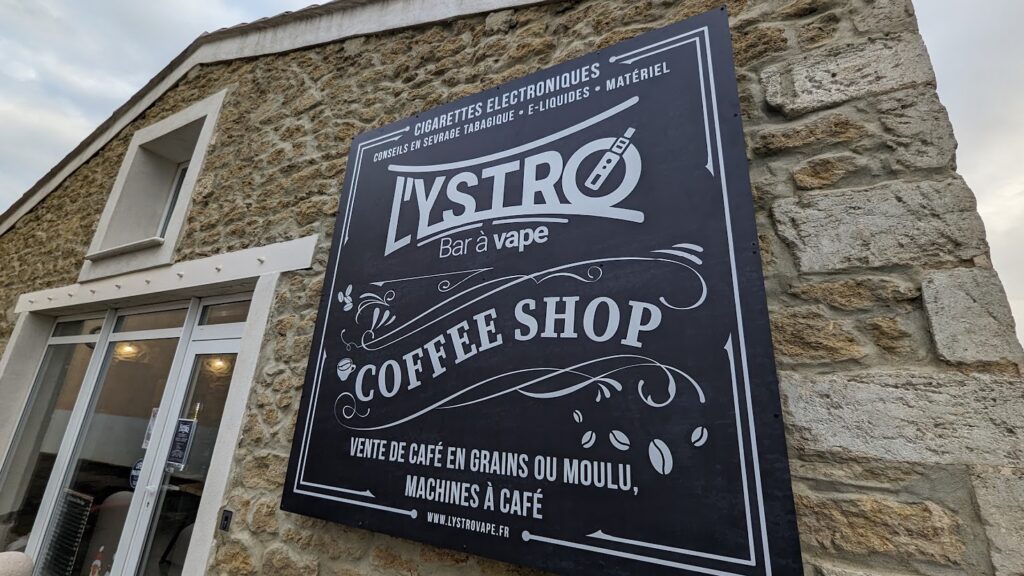 CIGARETTES ELECTRONIQUES
CONSEILS EN SEVRAGE TABAGIQUE • E-LIQUIDES • MATÉRIEL
L'YSTRO
Bar à vape
COFFEE SHOP
VENTE DE CAFÉ EN GRAINS OU MOULU,
MACHINES À CAFÉ
WWW.LYSTROVAPE.FR